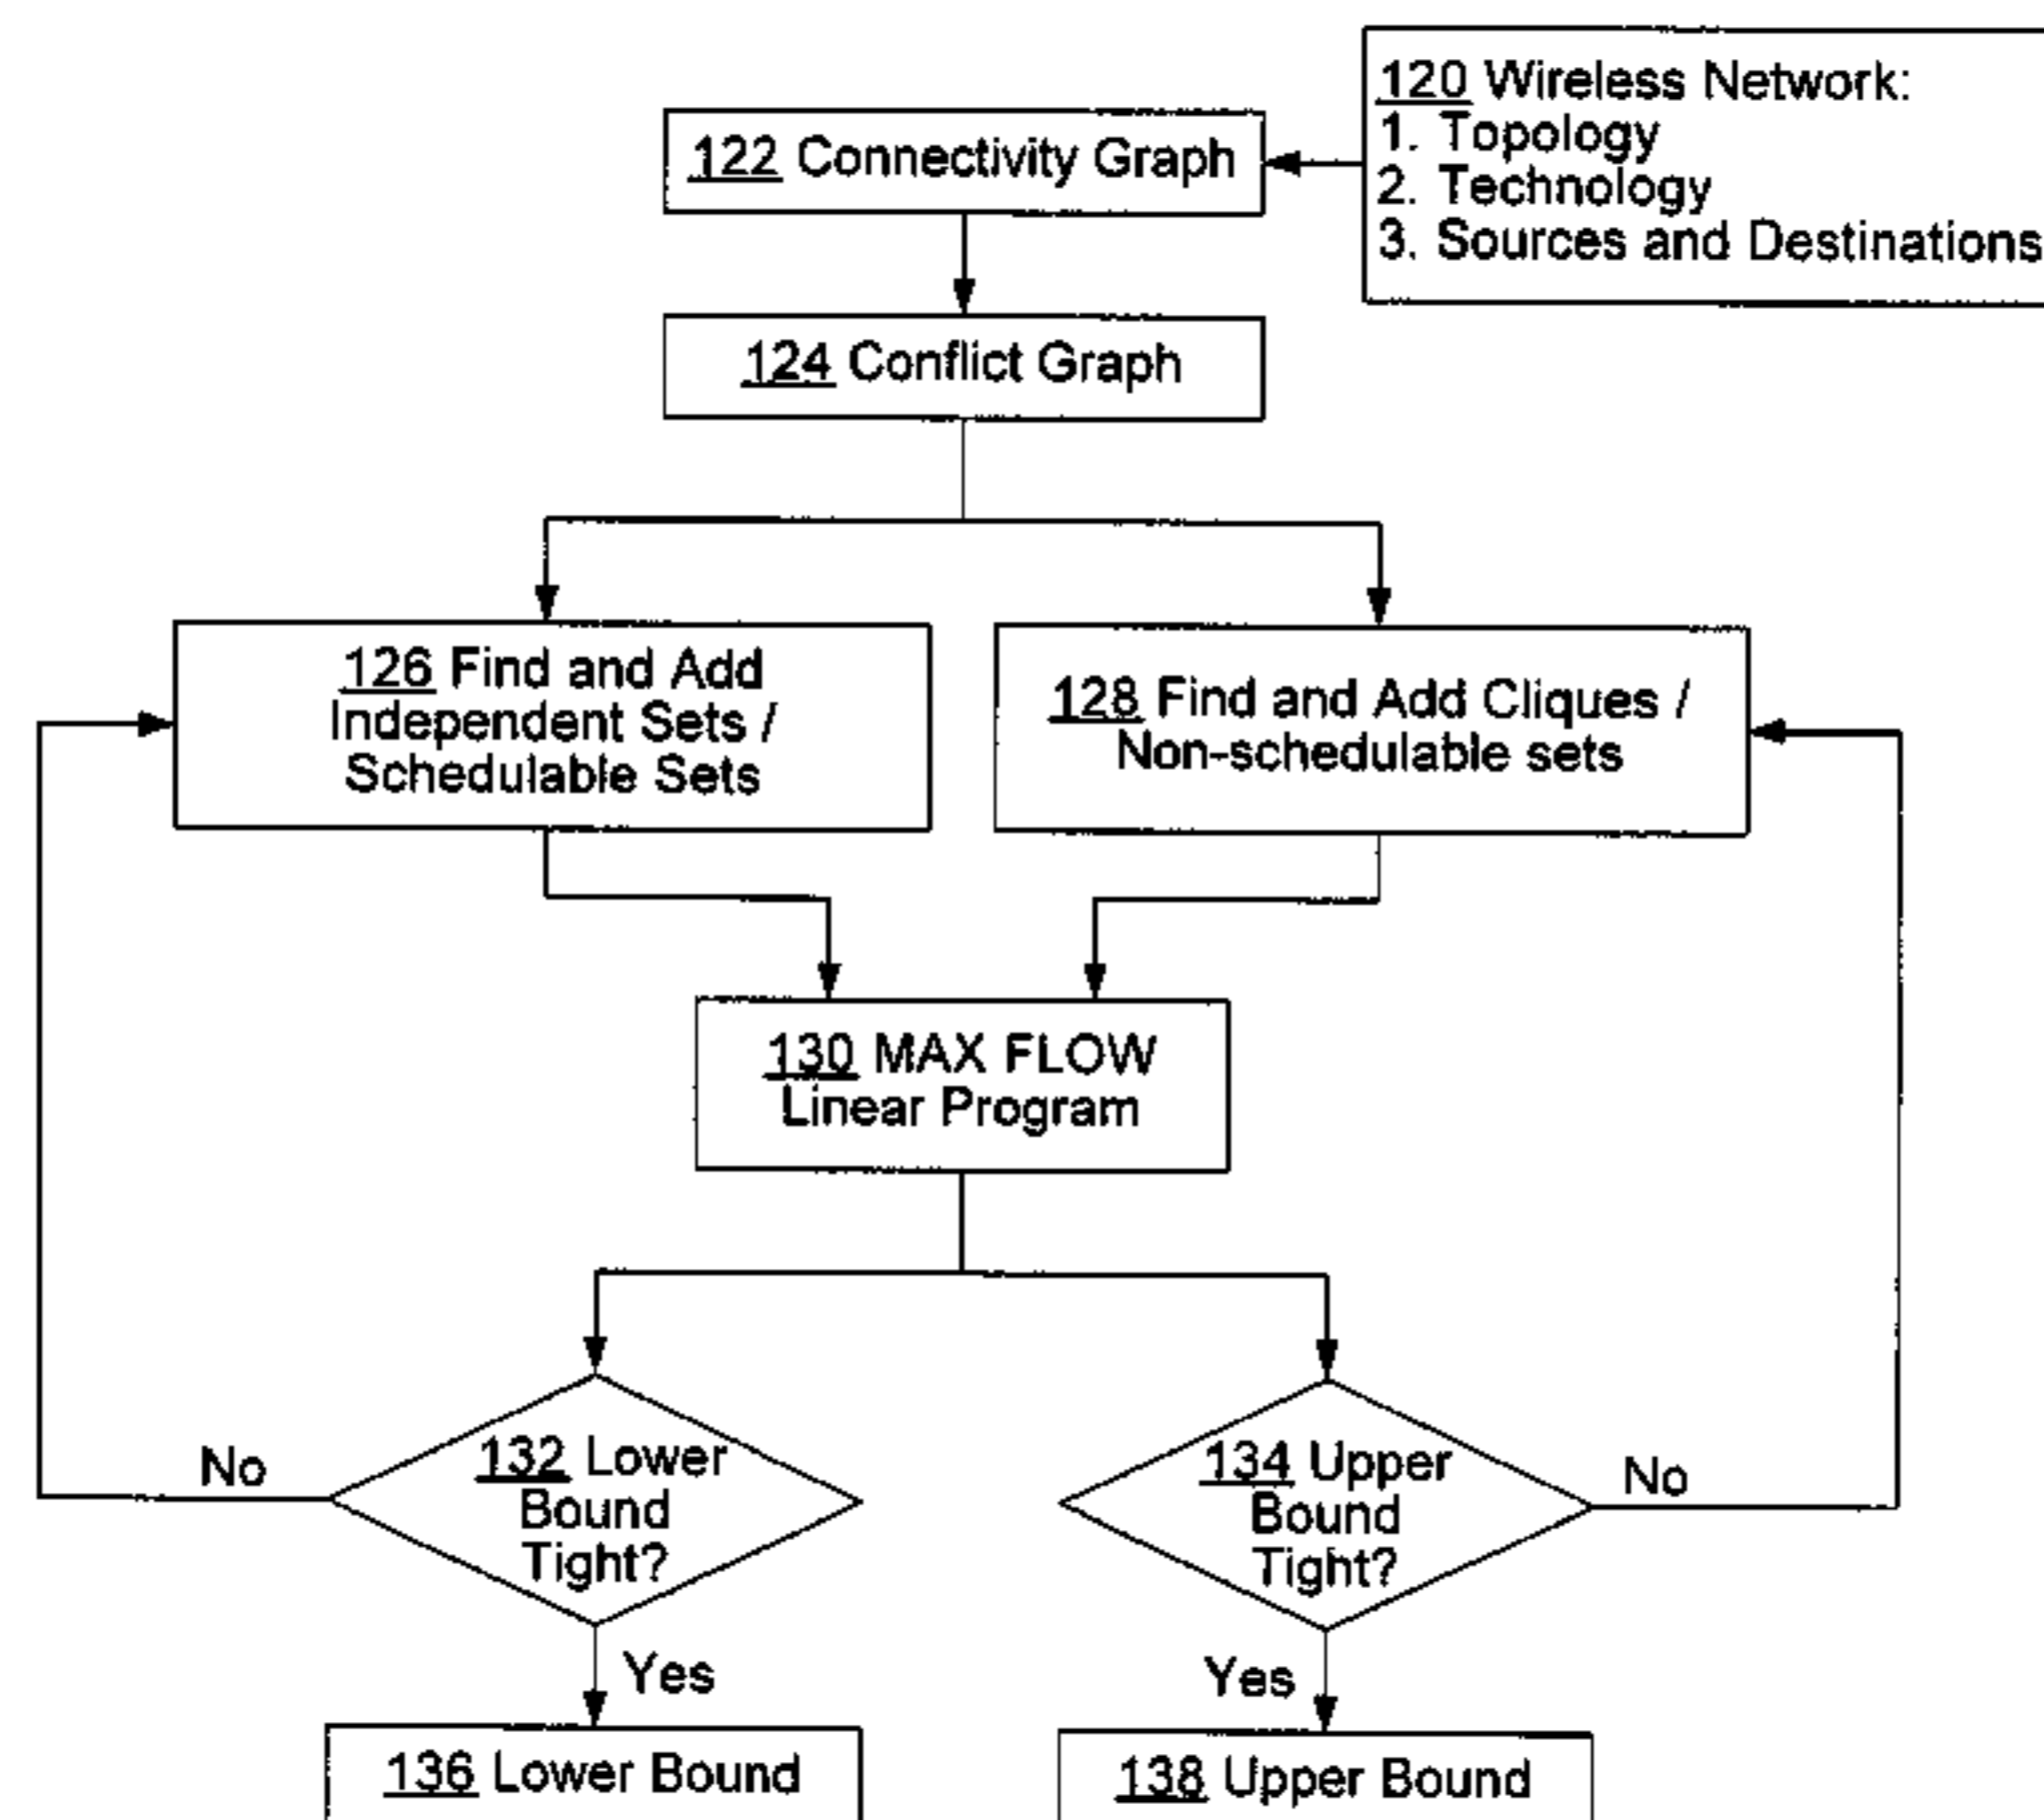 120 Wireless Network:
1. Topology
2. Technology
3. Sources and Destinations
122 Connectivity Graph
124 Conflict Graph
126 Find and Add
Independent Sets /
Schedulable Sets
128 Find and Add Cliques /
Non-schedulable sets
130 MAX FLOW
Linear Program
132 Lower
Bound
Tight?
No
Yes
134 Upper
Bound
Tight?
No
Yes
136 Lower Bound
138 Upper Bound